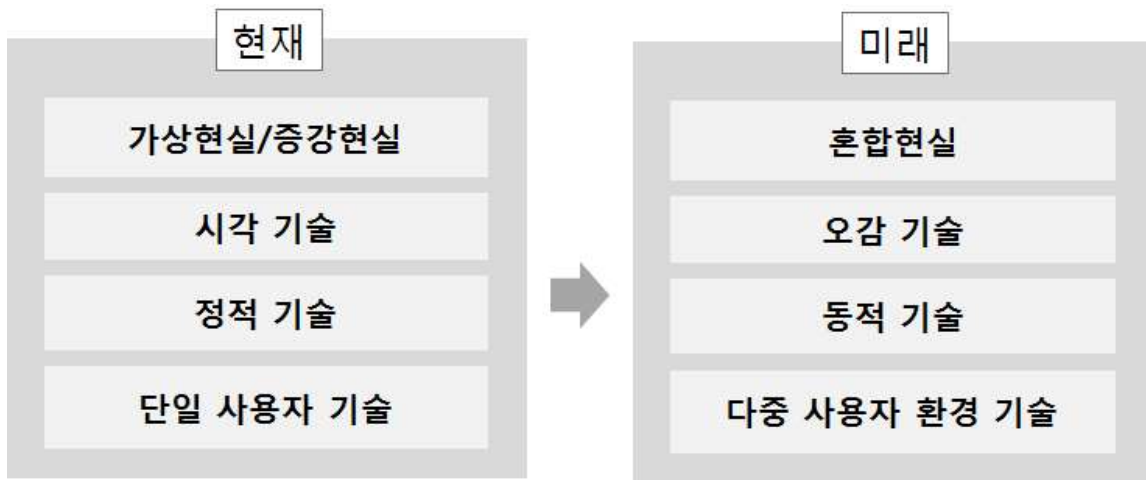 현재
가상현실/증강현실
시각 기술
정적 기술
단일 사용자 기술
미래
혼합현실
오감 기술
동적 기술
다중 사용자 환경 기술